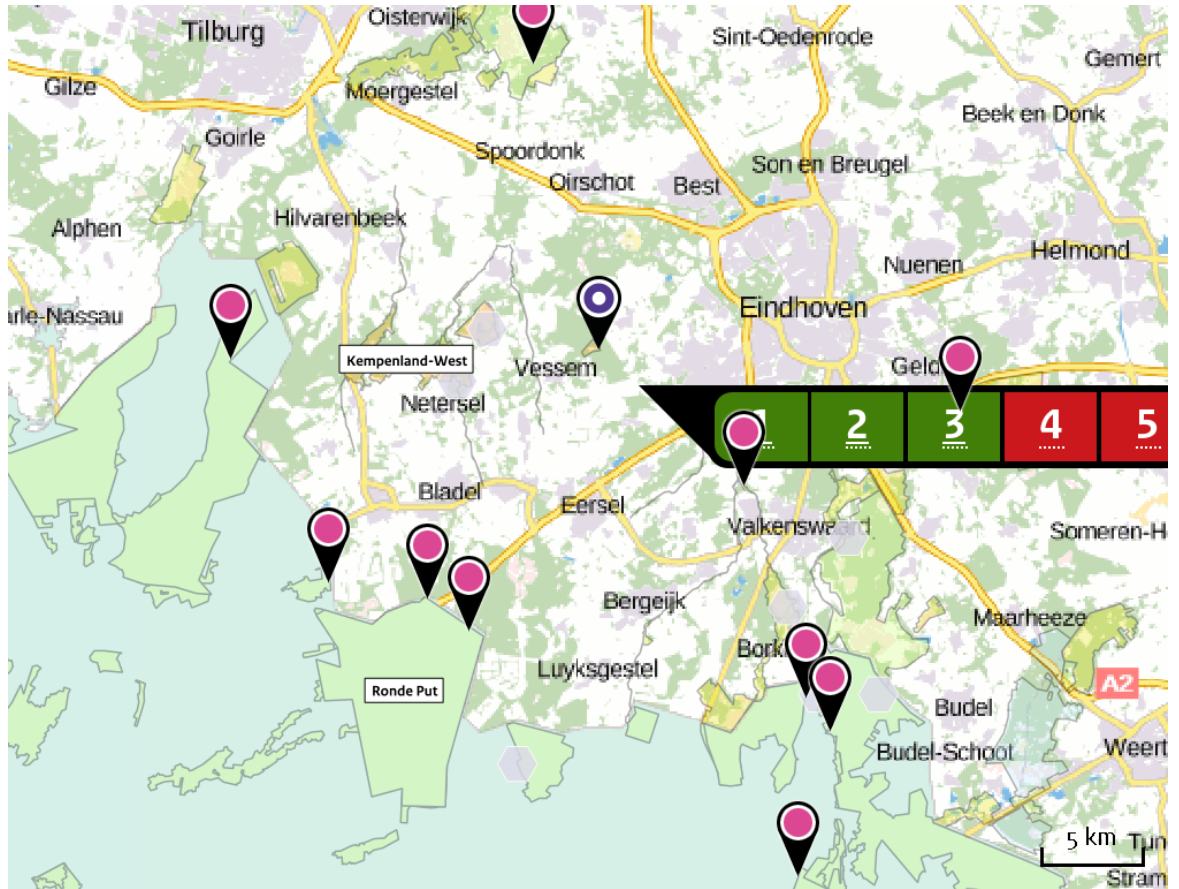 Oisterwijk
Tilburg
Sint-Oedenrode
Gemert
Gilze
Moergestel
Beek en Donk
Goirle
Spoordonk
Son en Breugel
Oirschot
Best
Hilvarenbeek
Alphen
Helmond
Nuenen
Eindhoven
arle-Nassau
Kempenland-West
Vessem
Geld
Netersel
1 2 3 4 5
Bladel
Eersel
Valkenswaard
Someren-H
Bergeijk
Maarheeze
Bork
Luyksgestel
Ronde Put
A2
Budel
Budel-Schoot
Weert
5 km
Tun
Stram